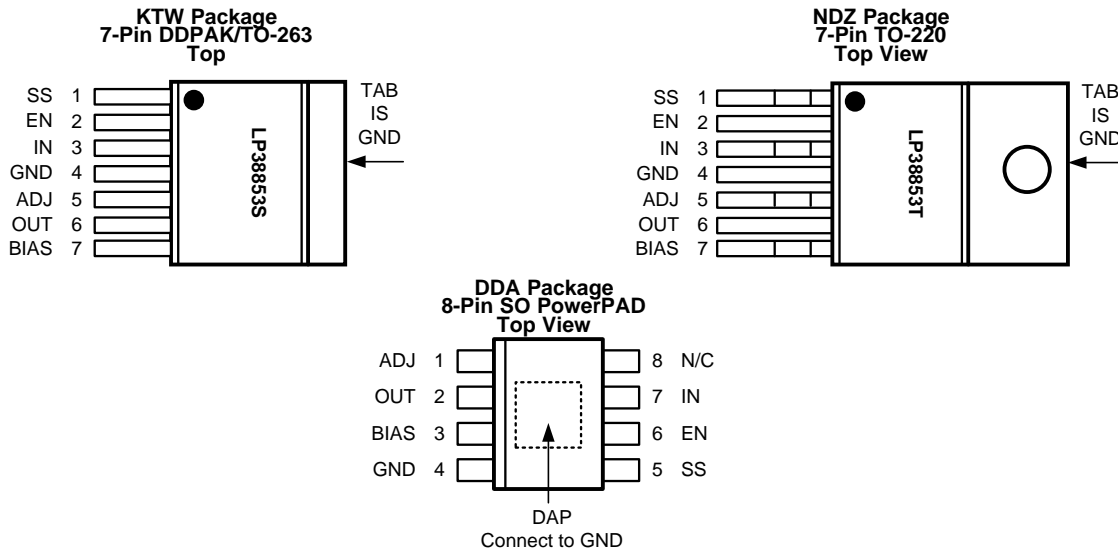 KTW Package
7-Pin DDPAK/TO-263
Top
SS 1
EN 2
IN 3
GND 4
ADJ 5
OUT 6
BIAS 7
LP38853S
TAB
IS
GND
NDZ Package
7-Pin TO-220
Top View
SS 1
EN 2
IN 3
GND 4
ADJ 5
OUT 6
BIAS 7
LP38853T
TAB
IS
GND
DDA Package
8-Pin SO PowerPAD
Top View
ADJ 1
OUT 2
BIAS 3
GND 4
8 N/C
7 IN
6 EN
5 SS
DAP
Connect to GND